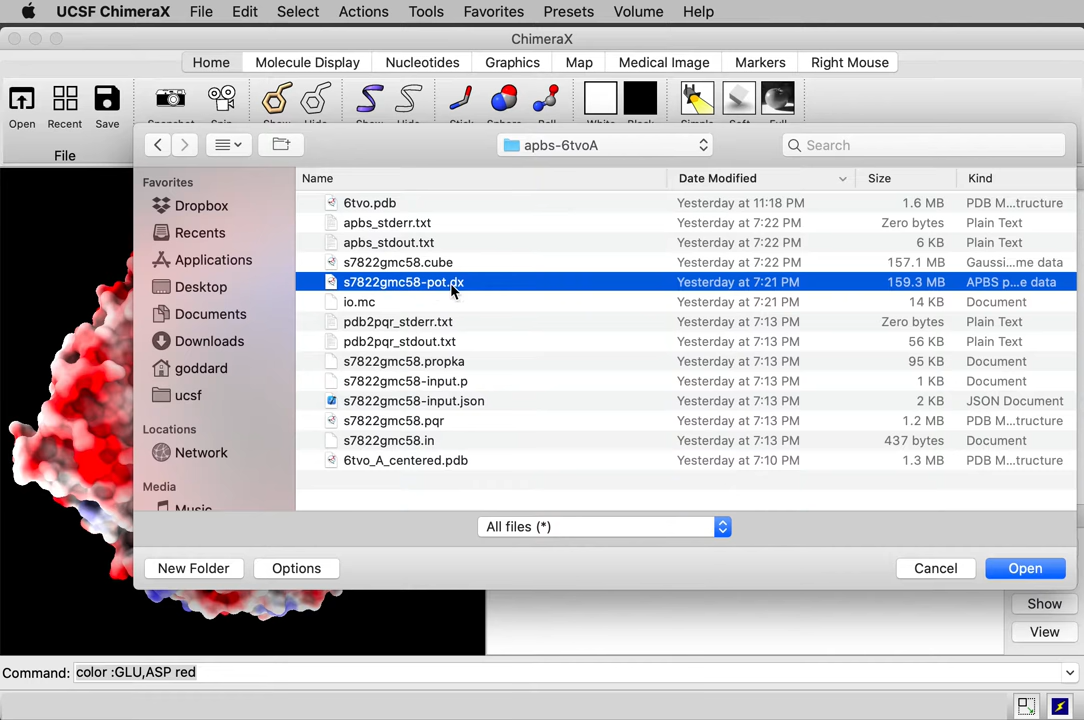 UCSF ChimeraX File Edit Select Actions Tools Favorites Presets Volume Help
ChimeraX
Home Molecule Display Nucleotides Graphics Map Medical Image Markers Right Mouse
Open Recent Save
File
apbs-6tvoA
Search
Favorites
Dropbox
Recents
Applications
Desktop
Documents
Downloads
goddard
ucsf
Locations
Network
Media
Music
Name Date Modified Size Kind
6tvo.pdb Yesterday at 11:18 PM 1.6 MB PDB M...tructure
apbs_stderr.txt Yesterday at 7:22 PM Zero bytes Plain Text
apbs_stdout.txt Yesterday at 7:22 PM 6 KB Plain Text
s7822gmc58.cube Yesterday at 7:22 PM 157.1 MB Gaussi...me data
s7822gmc58-pot.dx Yesterday at 7:21 PM 159.3 MB APBS p...e data
io.mc Yesterday at 7:21 PM 14 KB Document
pdb2pqr_stderr.txt Yesterday at 7:13 PM Zero bytes Plain Text
pdb2pqr_stdout.txt Yesterday at 7:13 PM 56 KB Plain Text
s7822gmc58.propka Yesterday at 7:13 PM 95 KB Document
s7822gmc58-input.p Yesterday at 7:13 PM 1 KB Document
s7822gmc58-input.json Yesterday at 7:13 PM 2 KB JSON Document
s7822gmc58.pqr Yesterday at 7:13 PM 1.2 MB PDB M...tructure
s7822gmc58.in Yesterday at 7:13 PM 437 bytes Document
6tvo_A_centered.pdb Yesterday at 7:10 PM 1.3 MB PDB M...tructure
All files (*)
New Folder Options Cancel Open
Show
View
Command: color :GLU,ASP red